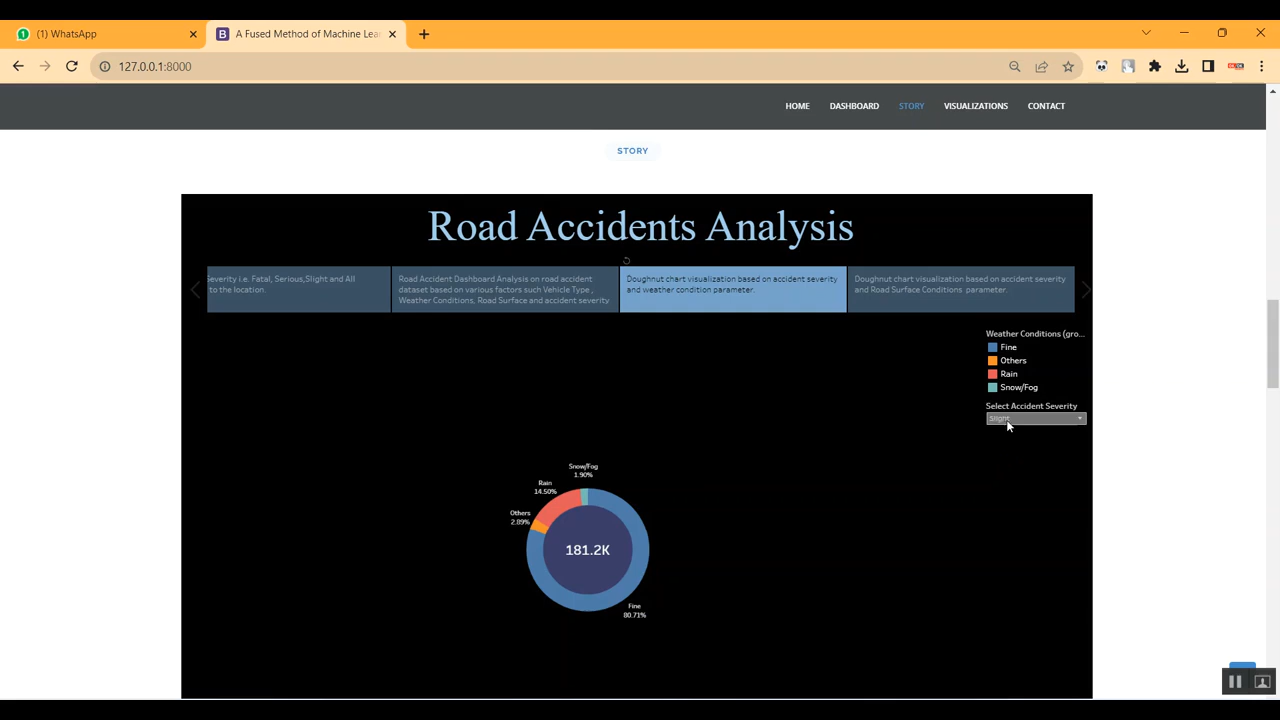 (1) WhatsApp
A Fused Method of Machine Lea
127.0.0.1:8000
HOME
DASHBOARD
STORY
VISUALIZATIONS
CONTACT
STORY
Road Accidents Analysis
everity i.e. Fatal, Serious,Slight and All
to the location.
Road Accident Dashboard Analysis on road accident
dataset based on various factors such Vehicle Type ,
Weather Conditions, Road Surface and accident severity
Doughnut chart visualization based on accident severity
and weather condition parameter.
Doughnut chart visualization based on accident severity
and Road Surface Conditions parameter.
Weather Conditions (gro...
Fine
Others
Rain
Snow/Fog
Select Accident Severity
Slight
Snow/Fog
1.90%
Rain
14.50%
Others
2.89%
181.2K
Fine
80.71%